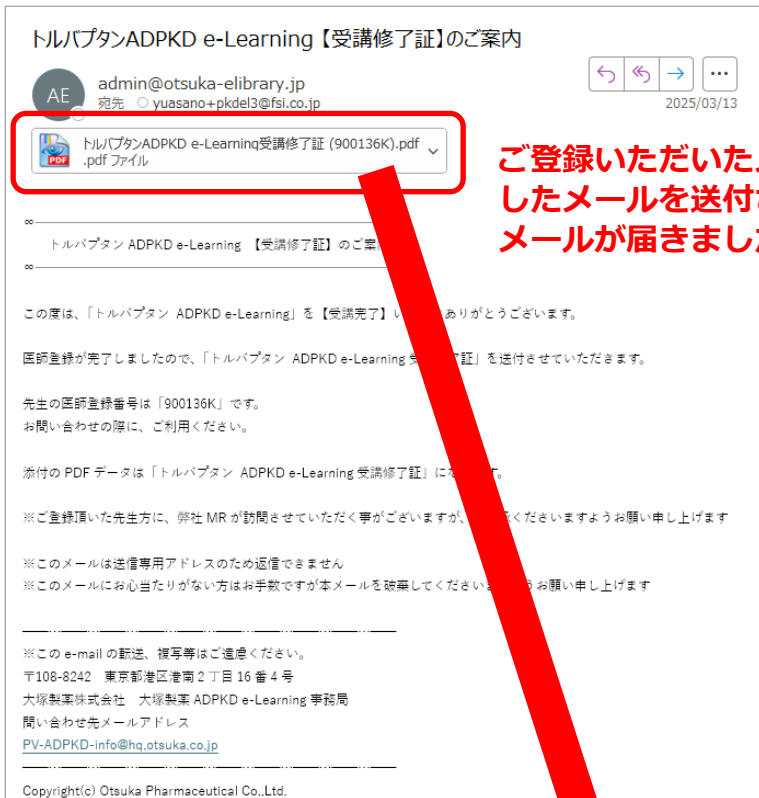 トルバプタンADPKD e-Learning【受講修了証】のご案内
AE
admin@otsuka-elibrary.jp
宛先 yuasano+pkdel3@fsi.co.jp
2025/03/13
PDF
トルバプタンADPKD e-Learning受講修了証 (900136K).pdf
.pdf ファイル
ご登録いただいた
したメールを送付
メールが届きました
トルバプタン ADPKD e-Learning 【受講修了証】のご案
この度は、「トルバプタン ADPKD e-Learning」を【受講完了】い ありがとうございます。
医師登録が完了しましたので、「トルバプタン ADPKD e-Learning 受 了証」を送付させていただきます。
先生の医師登録番号は「900136K」です。
お問い合わせの際に、ご利用ください。
添付の PDF データは「トルバプタン ADPKD e-Learning 受講修了証」にな す。
※ご登録頂いた先生方に、弊社 MR が訪問させていただく事がございますが、 くださいますようお願い申し上げます
※このメールは送信専用アドレスのため返信できません
※このメールにお心当たりがない方はお手数ですが本メールを破棄してください うお願い申し上げます
※この e-mail の転送、複写等はご遠慮ください。
〒108-8242 東京都港区港南 2 丁目 16 番 4 号
大塚製薬株式会社 大塚製薬 ADPKD e-Learning 事務局
問い合わせ先メールアドレス
PV-ADPKD-info@hq.otsuka.co.jp
Copyright(c) Otsuka Pharmaceutical Co.,Ltd.